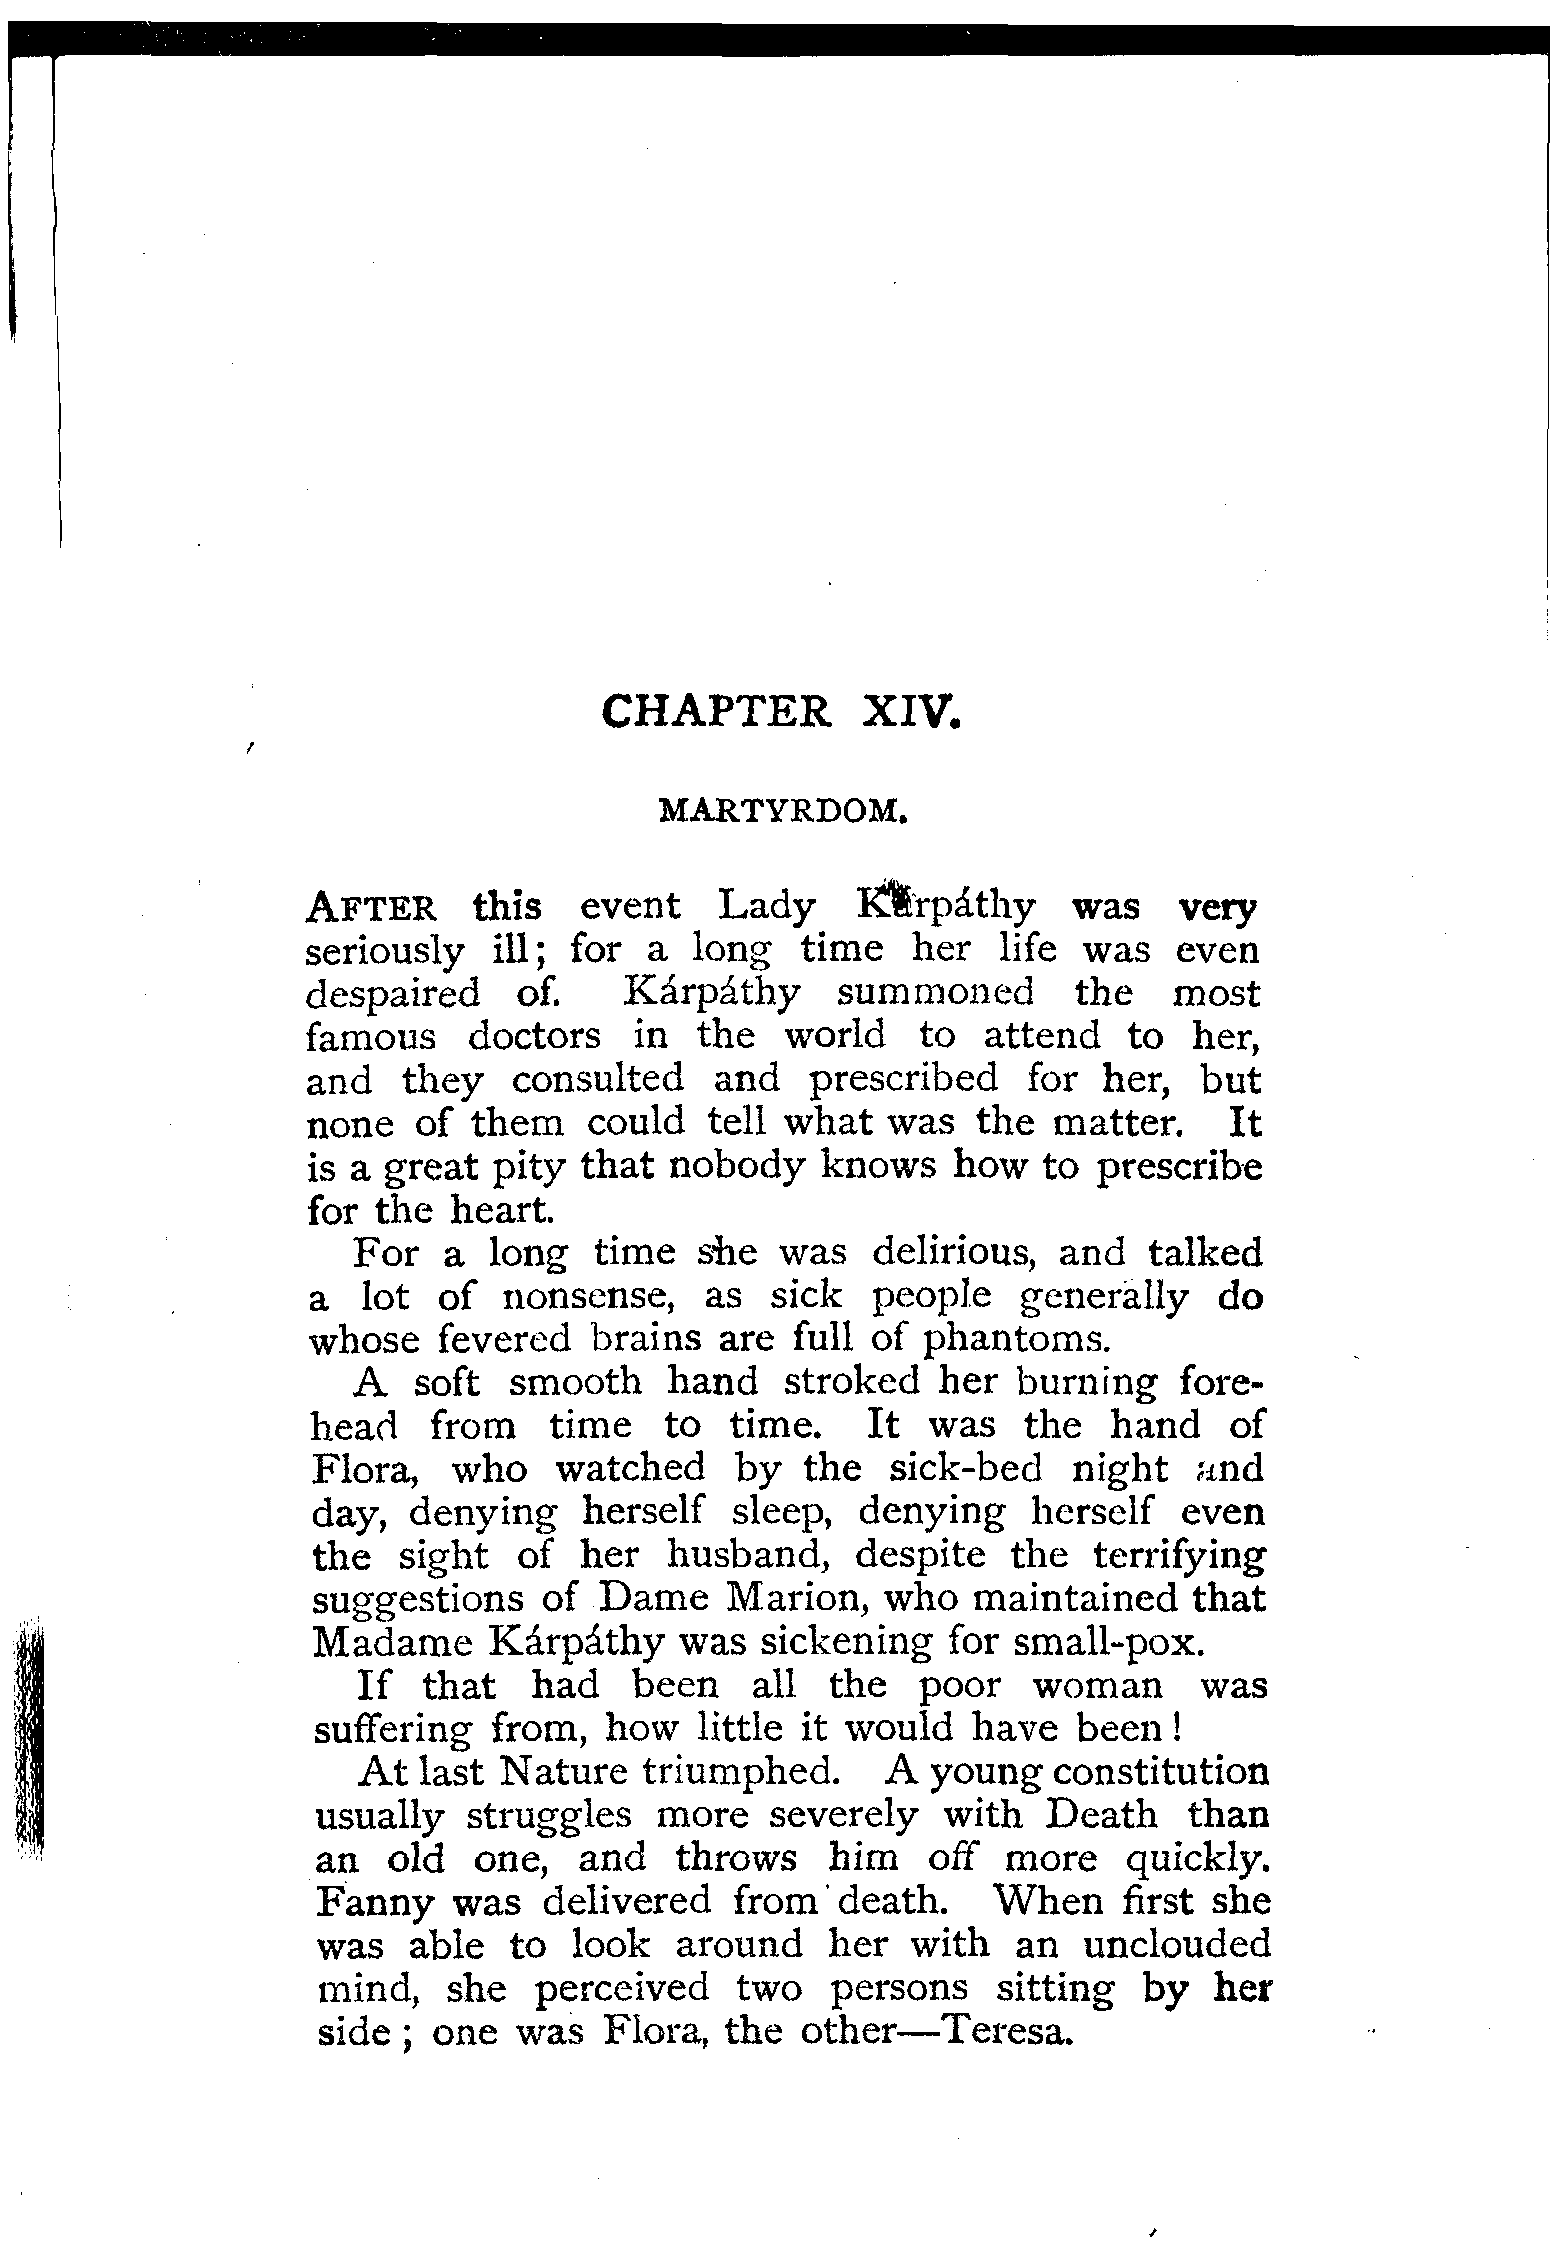 CHAPTER XIV.
MARTYRDOM.
AFTER this event Lady Kárpáthy was very
seriously ill; for a long time her life was even
despaired of. Kárpáthy summoned the most
famous doctors in the world to attend to her,
and they consulted and prescribed for her, but
none of them could tell what was the matter. It
is a great pity that nobody knows how to prescribe
for the heart.
For a long time she was delirious, and talked
a lot of nonsense, as sick people generally do
whose fevered brains are full of phantoms.
A soft smooth hand stroked her burning fore-
head from time to time. It was the hand of
Flora, who watched by the sick-bed night and
day, denying herself sleep, denying herself even
the sight of her husband, despite the terrifying
suggestions of Dame Marion, who maintained that
Madame Kárpáthy was sickening for small-pox.
If that had been all the poor woman was
suffering from, how little it would have been!
At last Nature triumphed. A young constitution
usually struggles more severely with Death than
an old one, and throws him off more quickly.
Fanny was delivered from death. When first she
was able to look around her with an unclouded
mind, she perceived two persons sitting by her
side; one was Flora, the other—Teresa.